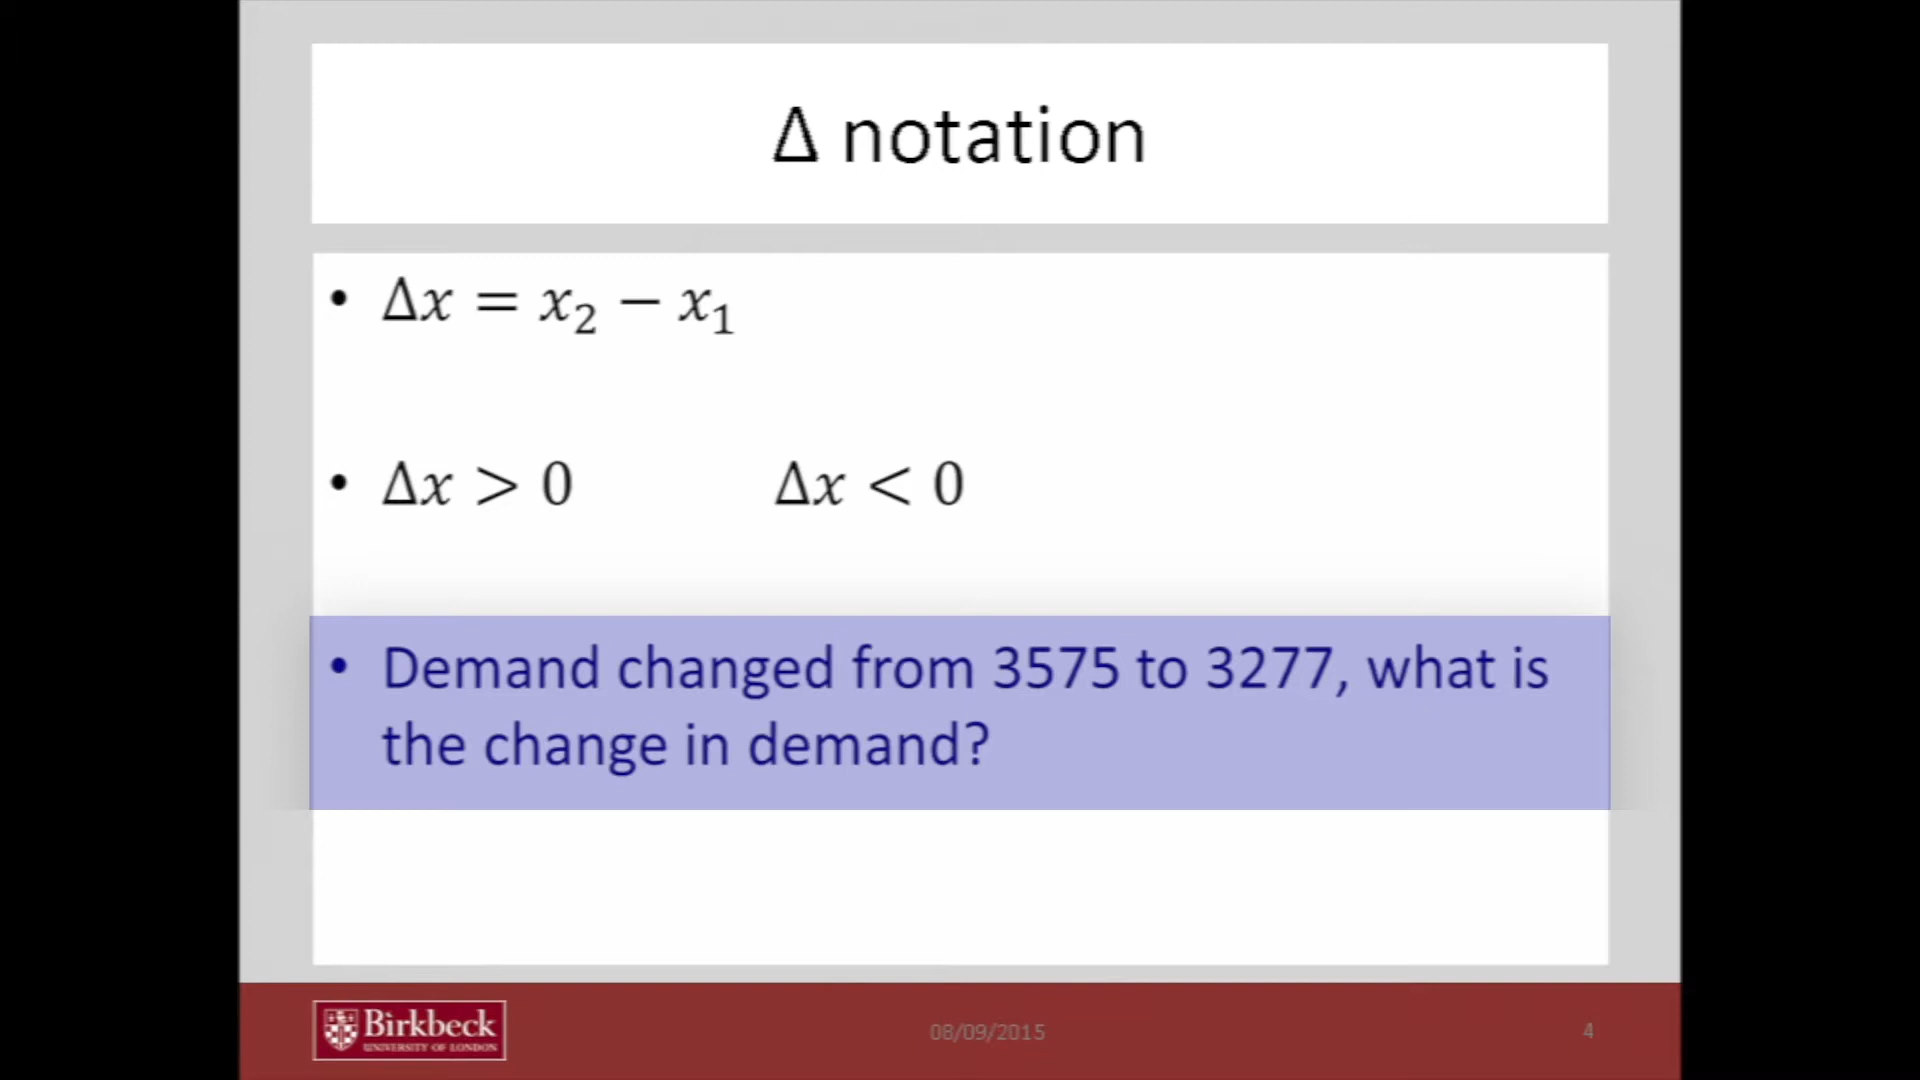 Δ notation
• Δx = x₂ − x₁
• Δx > 0 Δx < 0
• Demand changed from 3575 to 3277, what is
the change in demand?
Birkbeck
UNIVERSITY OF LONDON
08/09/2015
4